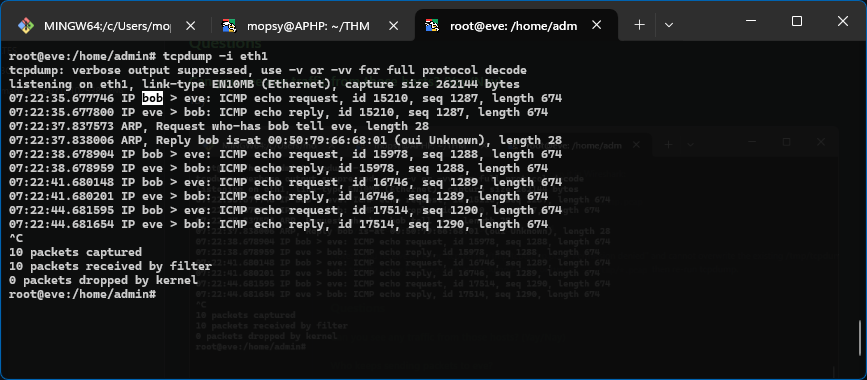 MINGW64:/c/Users/mop
mopsy@APHP: ~/THM
root@eve: /home/adm
Questions
root@eve:/home/admin# tcpdump -i eth1
tcpdump: verbose output suppressed, use -v or -vv for full protocol decode
listening on eth1, link-type EN10MB (Ethernet), capture size 262144 bytes
07:22:35.677746 IP bob > eve: ICMP echo request, id 15210, seq 1287, length 674
07:22:35.677800 IP eve > bob: ICMP echo reply, id 15210, seq 1287, length 674
07:22:37.837573 ARP, Request who-has bob tell eve, length 28
07:22:37.838006 ARP, Reply bob is-at 00:50:79:66:68:01 (oui Unknown), length 28
07:22:38.678904 IP bob > eve: ICMP echo request, id 15978, seq 1288, length 674
07:22:38.678959 IP eve > bob: ICMP echo reply, id 15978, seq 1288, length 674
07:22:41.680148 IP bob > eve: ICMP echo request, id 16746, seq 1289, length 674
07:22:41.680201 IP eve > bob: ICMP echo reply, id 16746, seq 1289, length 674
07:22:44.681595 IP bob > eve: ICMP echo request, id 17514, seq 1290, length 674
07:22:44.681654 IP eve > bob: ICMP echo reply, id 17514, seq 1290, length 674
^C
10 packets captured
10 packets received by filter
0 packets dropped by kernel
root@eve:/home/admin#